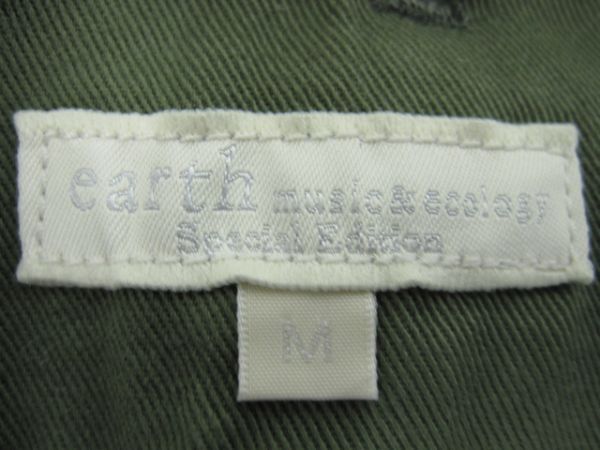 earth music & ecology
Special Edition
M